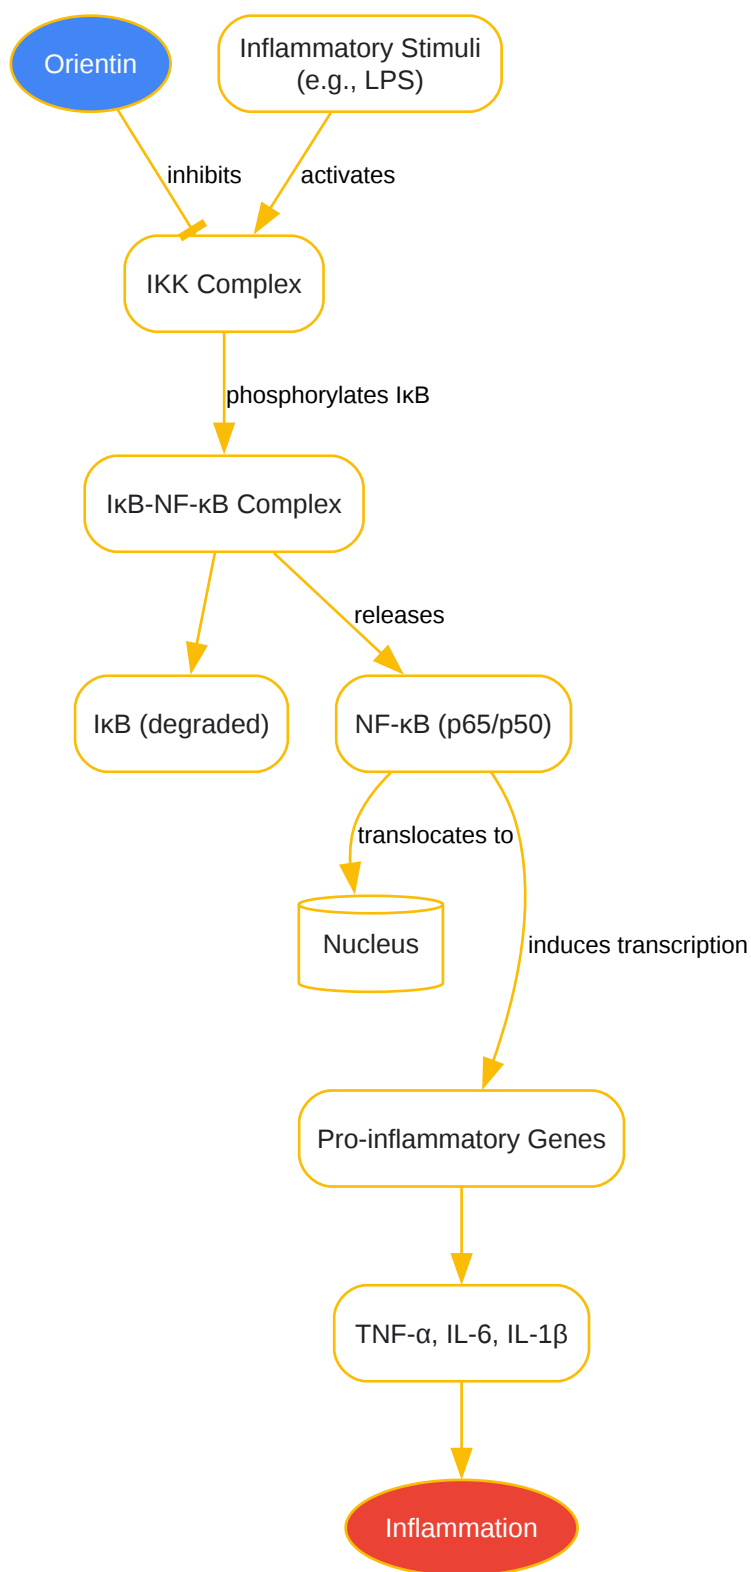 Orientin
Inflammatory Stimuli
(e.g., LPS)
inhibits
activates
IKK Complex
phosphorylates IκB
IκB-NF-κB Complex
releases
IκB (degraded)
NF-κB (p65/p50)
translocates to
Nucleus
induces transcription
Pro-inflammatory Genes
TNF-α, IL-6, IL-1β
Inflammation